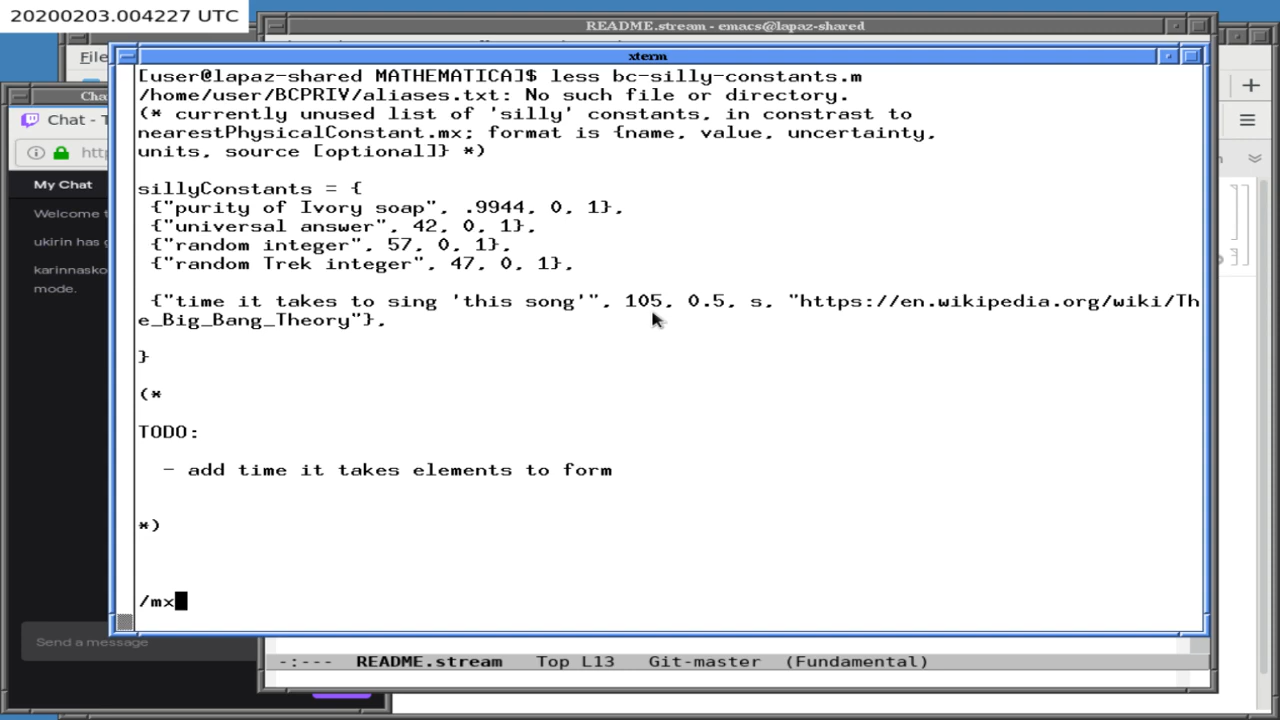 20200203.004227 UTC
README.stream - emacs@lapaz-shared
File
xterm
[user@lapaz-shared MATHEMATICA]$ less bc-silly-constants.m
/home/user/BCPRIV/aliases.txt: No such file or directory.
(* currently unused list of 'silly' constants, in constrast to
nearestPhysicalConstant.mx; format is {name, value, uncertainty,
units, source [optional]} *)
sillyConstants = {
{"purity of Ivory soap", .9944, 0, 1},
{"universal answer", 42, 0, 1},
{"random integer", 57, 0, 1},
{"random Trek integer", 47, 0, 1},
{"time it takes to sing 'this song'", 105, 0.5, s, "https://en.wikipedia.org/wiki/Th
e_Big_Bang_Theory"},
}
(*
TODO:
- add time it takes elements to form
*)
/mx
Cha
Chat - T
http
My Chat
Welcome t
ukirin has g
karinnasko
mode.
Send a message
-:--- README.stream Top L13 Git-master (Fundamental)